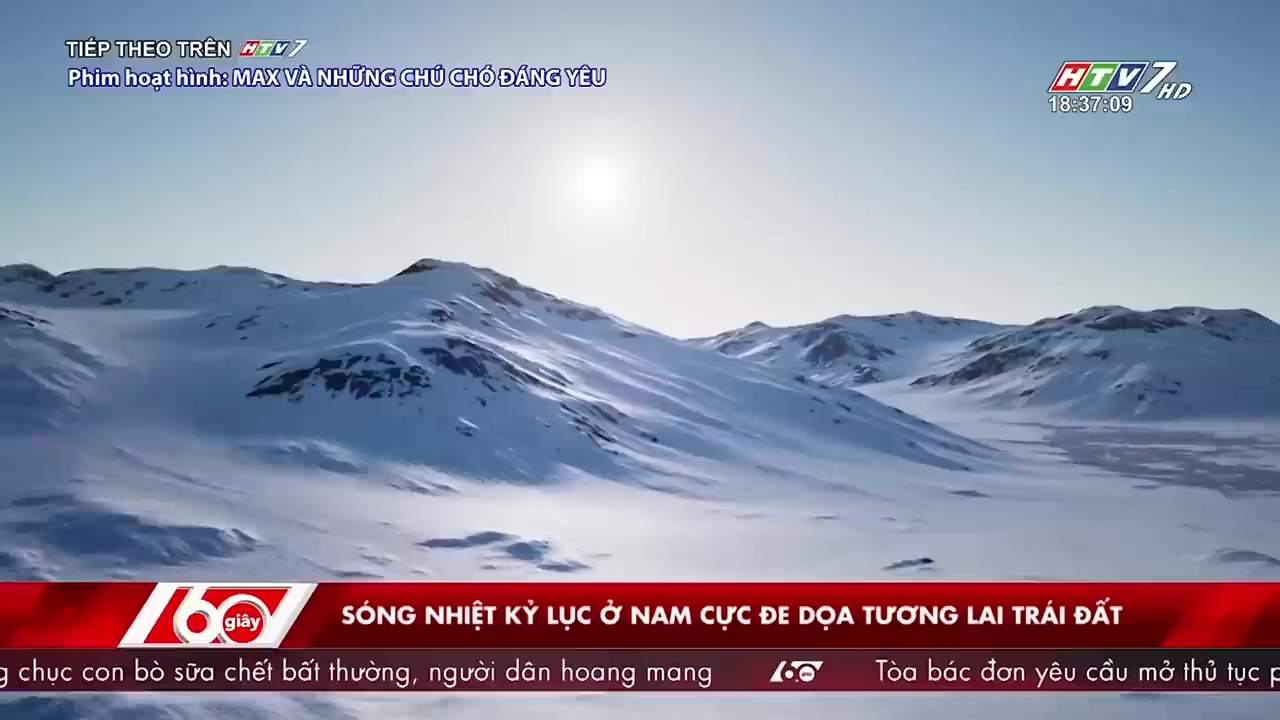 TIẾP THEO TRÊN HTV7
Phim hoạt hình: MAX VÀ NHỮNG CHÚ CHÓ ĐÁNG YÊU
HTV7 HD
18:37:09
60 giây
SÓNG NHIỆT KỶ LỤC Ở NAM CỰC ĐE DỌA TƯƠNG LAI TRÁI ĐẤT
chục con bò sữa chết bất thường, người dân hoang mang 60 giây Tòa bác đơn yêu cầu mở thủ tục